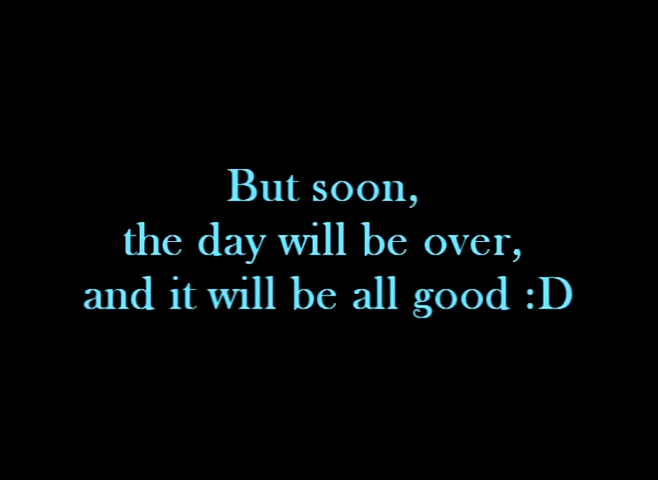 But soon,
the day will be over,
and it will be all good :D